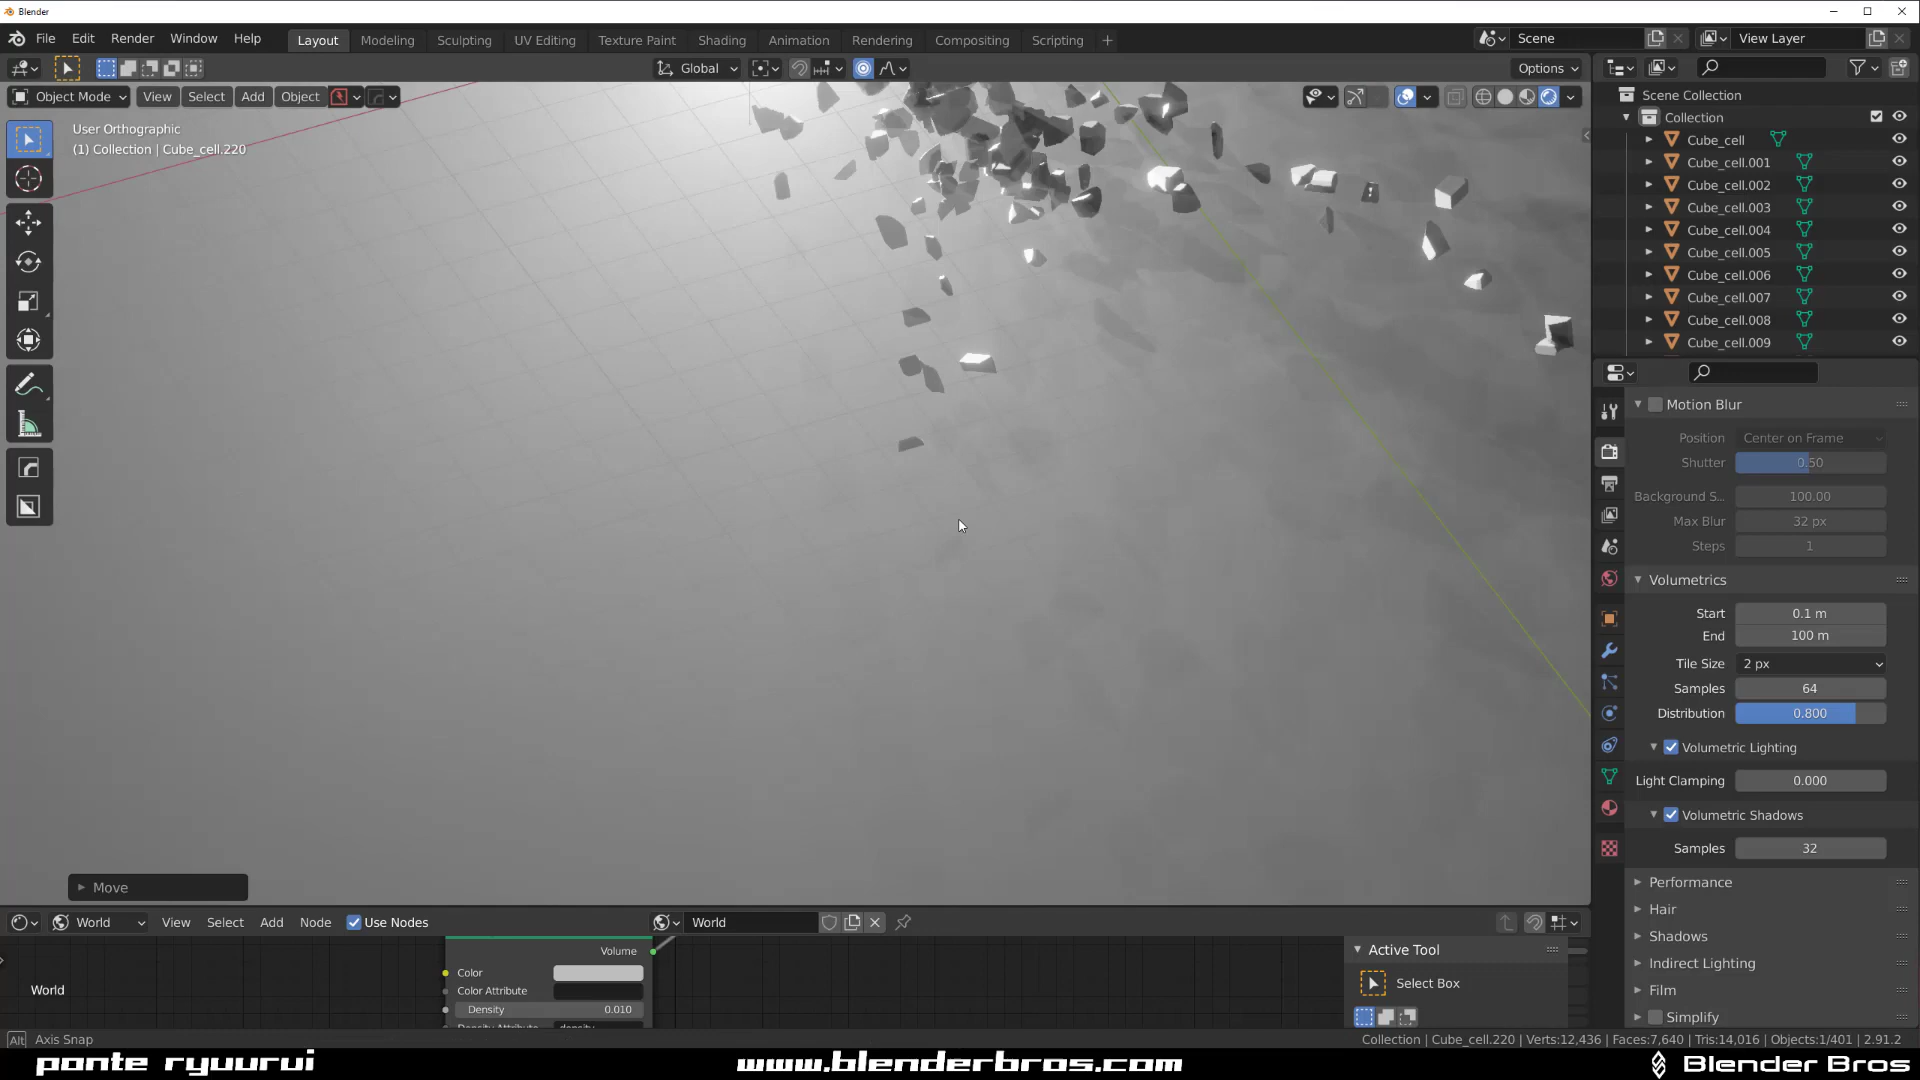 Blender
File Edit Render Window Help Layout Modeling Sculpting UV Editing Texture Paint Shading Animation Rendering Compositing Scripting + Scene View Layer
Global Options
Object Mode View Select Add Object
User Orthographic
(1) Collection | Cube_cell.220
Scene Collection
Collection
Cube_cell
Cube_cell.001
Cube_cell.002
Cube_cell.003
Cube_cell.004
Cube_cell.005
Cube_cell.006
Cube_cell.007
Cube_cell.008
Cube_cell.009
Motion Blur
Position Center on Frame
Shutter 0.50
Background S... 100.00
Max Blur 32 px
Steps 1
Volumetrics
Start 0.1 m
End 100 m
Tile Size 2 px
Samples 64
Distribution 0.800
Volumetric Lighting
Light Clamping 0.000
Volumetric Shadows
Samples 32
Performance
Hair
Shadows
Indirect Lighting
Film
Simplify
Move
World View Select Add Node Use Nodes World
Volume
Color
Color Attribute
Density 0.010
Density Attribute density
World
Active Tool
Select Box
Alt Axis Snap
Collection | Cube_cell.220 | Verts:12,436 | Faces:7,640 | Tris:14,016 | Objects:1/401 | 2.91.2
ponte ryuurui www.blenderbros.com Blender Bros